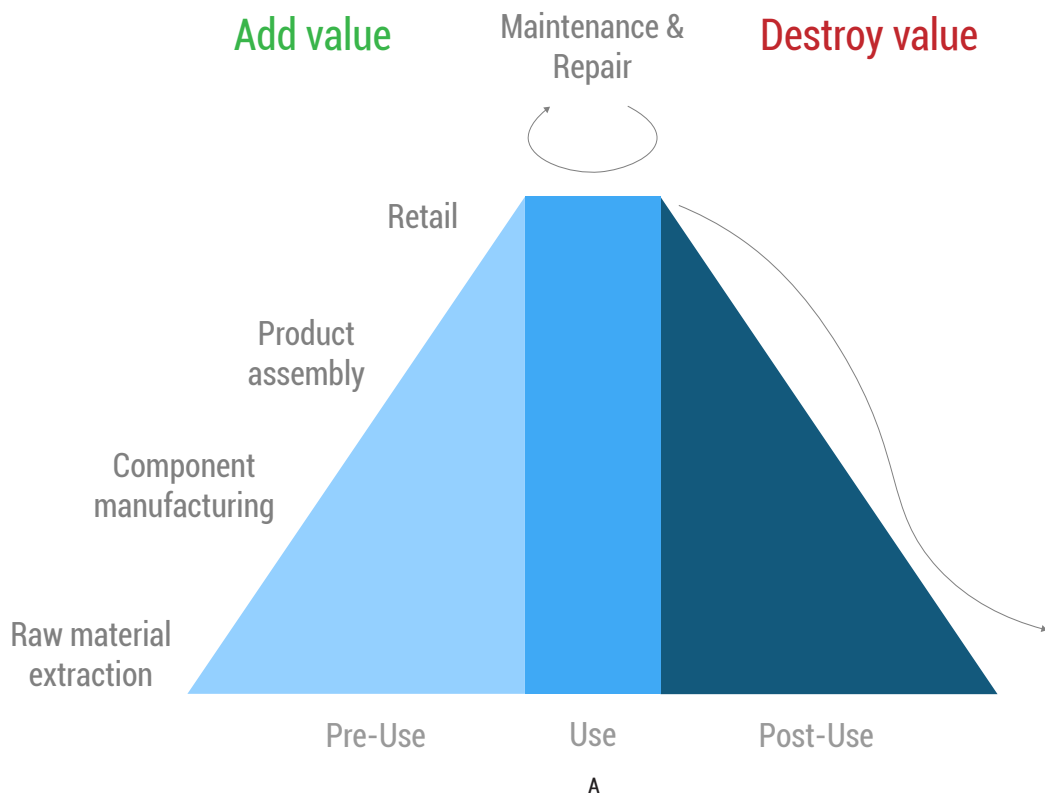 Add value
Maintenance &
Repair
Destroy value
Retail
Product
assembly
Component
manufacturing
Raw material
extraction
Pre-Use
Use
Post-Use
A